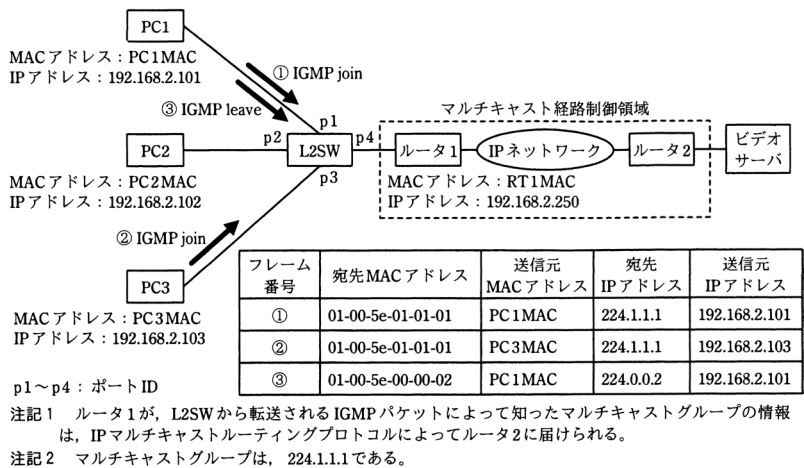 PC1
MACアドレス：PC1MAC
IPアドレス：192.168.2.101
① IGMP join
③ IGMP leave
p1
マルチキャスト経路制御領域
PC2
p2
L2SW
p4
ルータ1
IPネットワーク
ルータ2
ビデオ
サーバ
MACアドレス：PC2MAC
IPアドレス：192.168.2.102
p3
MACアドレス：RT1MAC
IPアドレス：192.168.2.250
② IGMP join
PC3
MACアドレス：PC3MAC
IPアドレス：192.168.2.103
フレーム番号 宛先MACアドレス 送信元MACアドレス 宛先IPアドレス 送信元IPアドレス
① 01-00-5e-01-01-01 PC1MAC 224.1.1.1 192.168.2.101
② 01-00-5e-01-01-01 PC3MAC 224.1.1.1 192.168.2.103
③ 01-00-5e-00-00-02 PC1MAC 224.0.0.2 192.168.2.101
p1～p4：ポートID
注記1 ルータ1が，L2SWから転送されるIGMPパケットによって知ったマルチキャストグループの情報
は，IPマルチキャストルーティングプロトコルによってルータ2に届けられる。
注記2 マルチキャストグループは，224.1.1.1である。